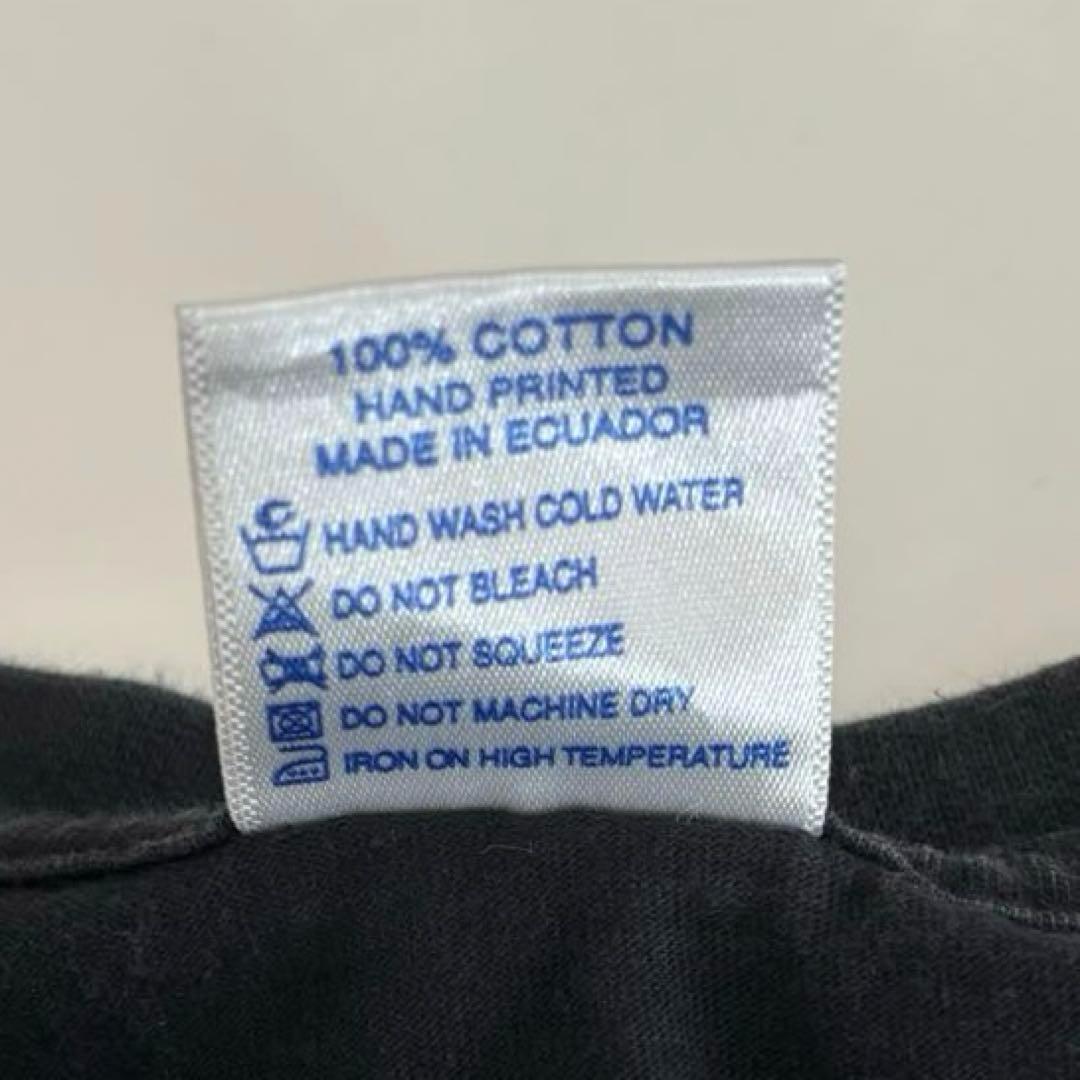 100% COTTON
HAND PRINTED
MADE IN ECUADOR
HAND WASH COLD WATER
DO NOT BLEACH
DO NOT SQUEEZE
DO NOT MACHINE DRY
IRON ON HIGH TEMPERATURE